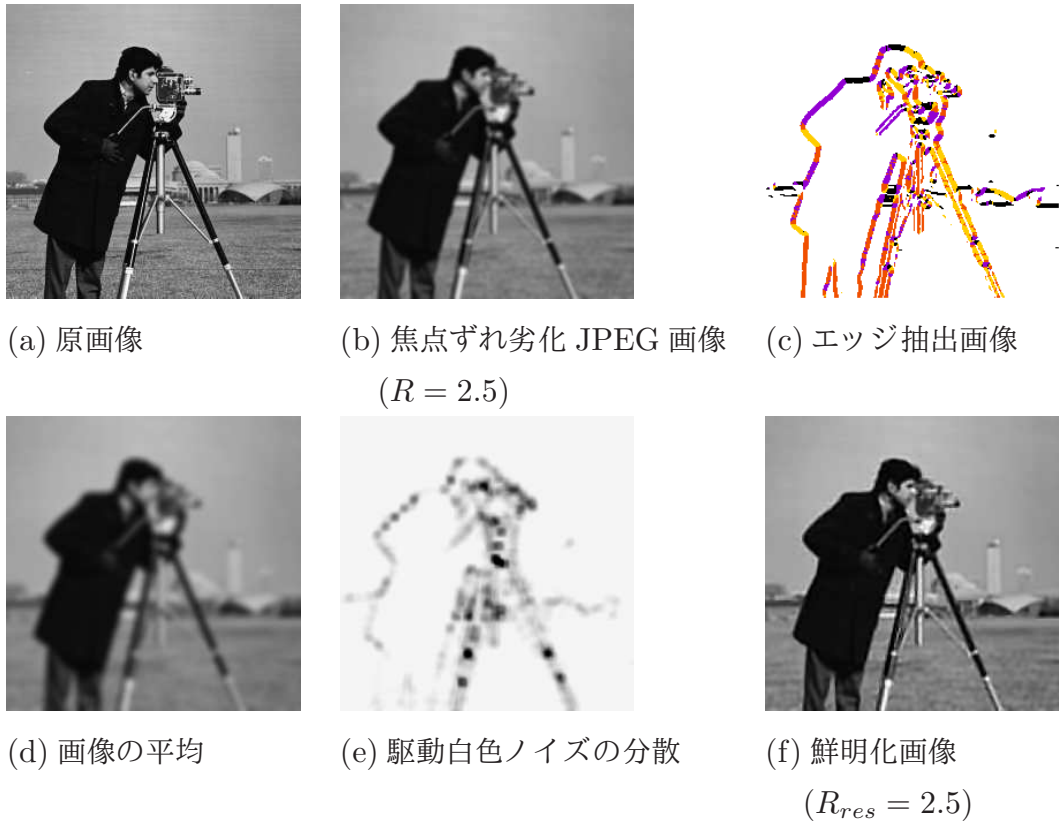 (a) 原画像
(b) 焦点ずれ劣化 JPEG 画像
(R = 2.5)
(c) エッジ抽出画像
(d) 画像の平均
(e) 駆動白色ノイズの分散
(f) 鮮明化画像
(R_{res} = 2.5)